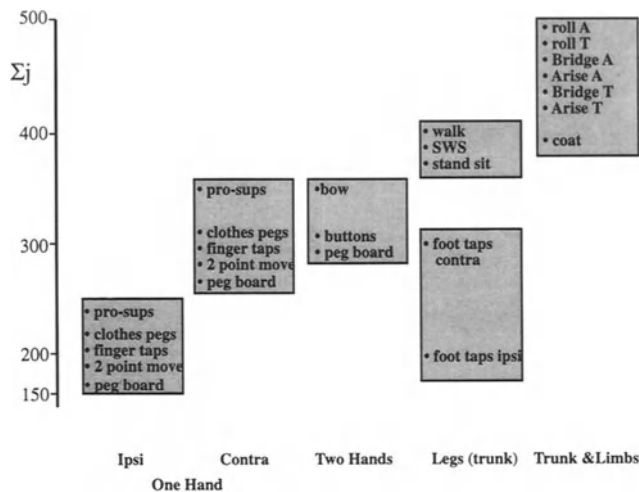 500
Σj
400
300
200
150
• pro-sups
• clothes pegs
• finger taps
• 2 point move
• peg board
• pro-sups
• clothes pegs
• finger taps
• 2 point move
• peg board
•bow
• buttons
• peg board
• walk
• SWS
• stand sit
• foot taps
contra
• foot taps ipsi
• roll A
• roll T
• Bridge A
• Arise A
• Bridge T
• Arise T
• coat
Ipsi
Contra
Two Hands
Legs (trunk)
Trunk &Limbs
One Hand